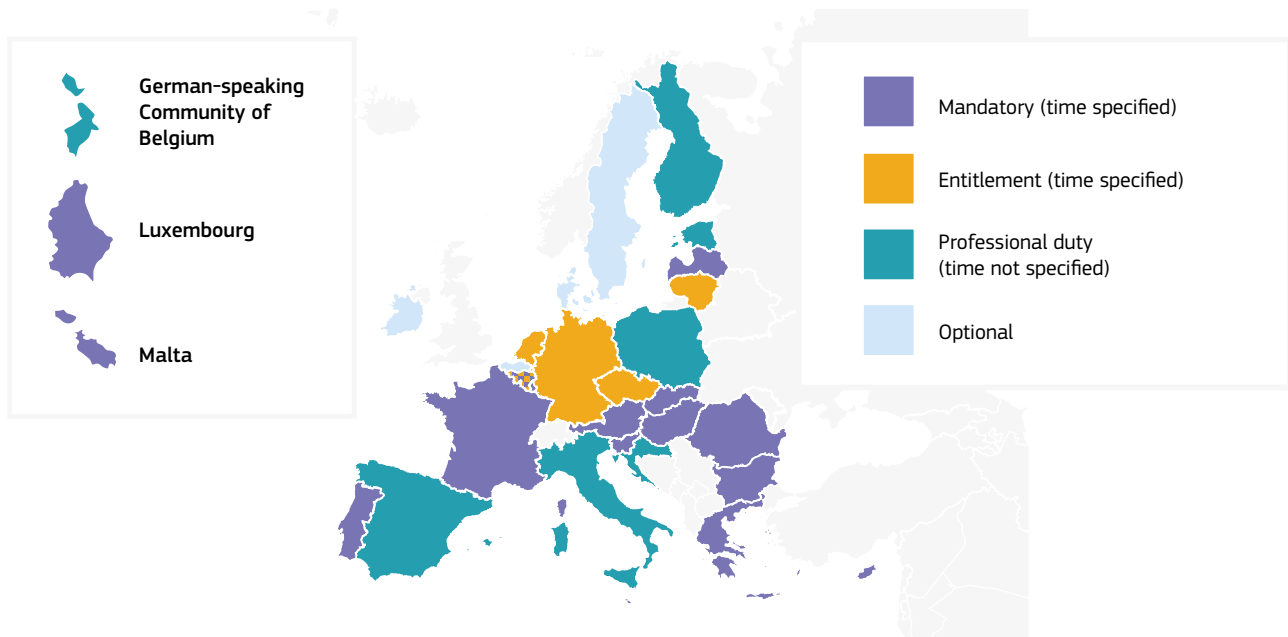 German-speaking
Community of
Belgium
Luxembourg
Malta
Mandatory (time specified)
Entitlement (time specified)
Professional duty
(time not specified)
Optional